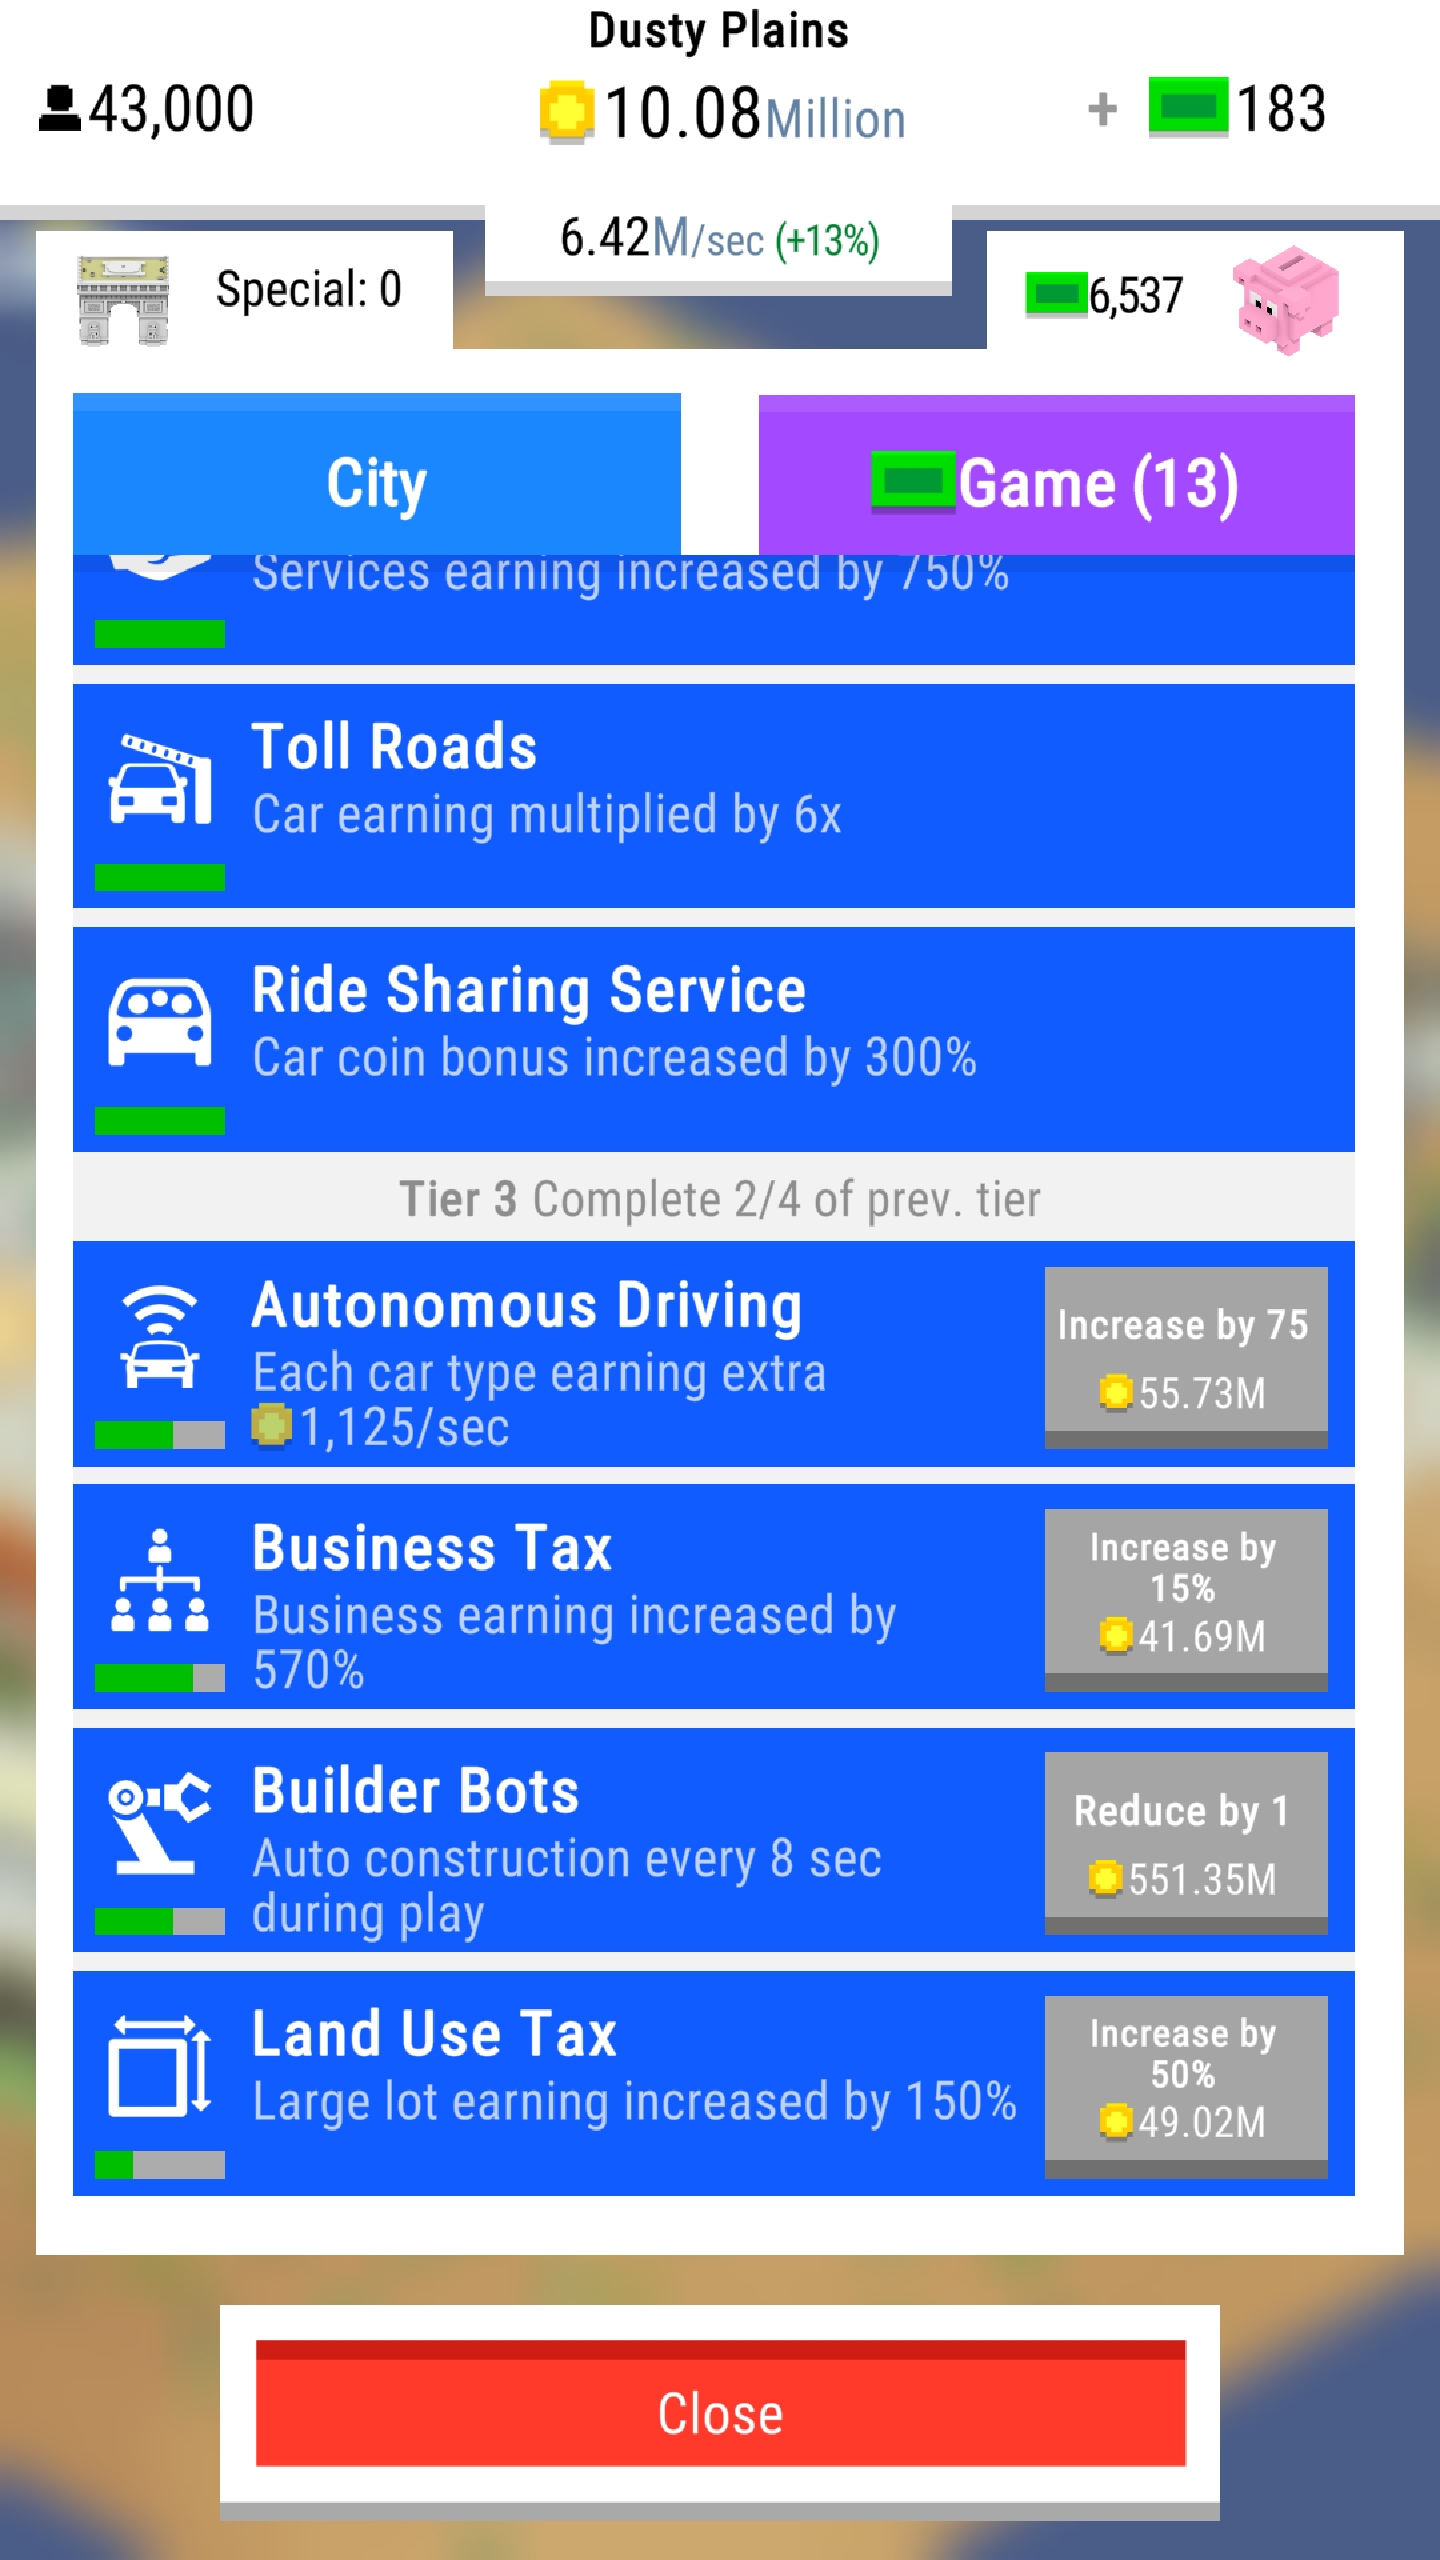 Dusty Plains
43,000
10.08Million
+ 183
6.42M/sec (+13%)
Special: 0
6,537
City
Game (13)
Services earning increased by 750%
Toll Roads
Car earning multiplied by 6x
Ride Sharing Service
Car coin bonus increased by 300%
Tier 3 Complete 2/4 of prev. tier
Autonomous Driving
Each car type earning extra
1,125/sec
Increase by 75
55.73M
Business Tax
Business earning increased by
570%
Increase by
15%
41.69M
Builder Bots
Auto construction every 8 sec
during play
Reduce by 1
551.35M
Land Use Tax
Large lot earning increased by 150%
Increase by
50%
49.02M
Close